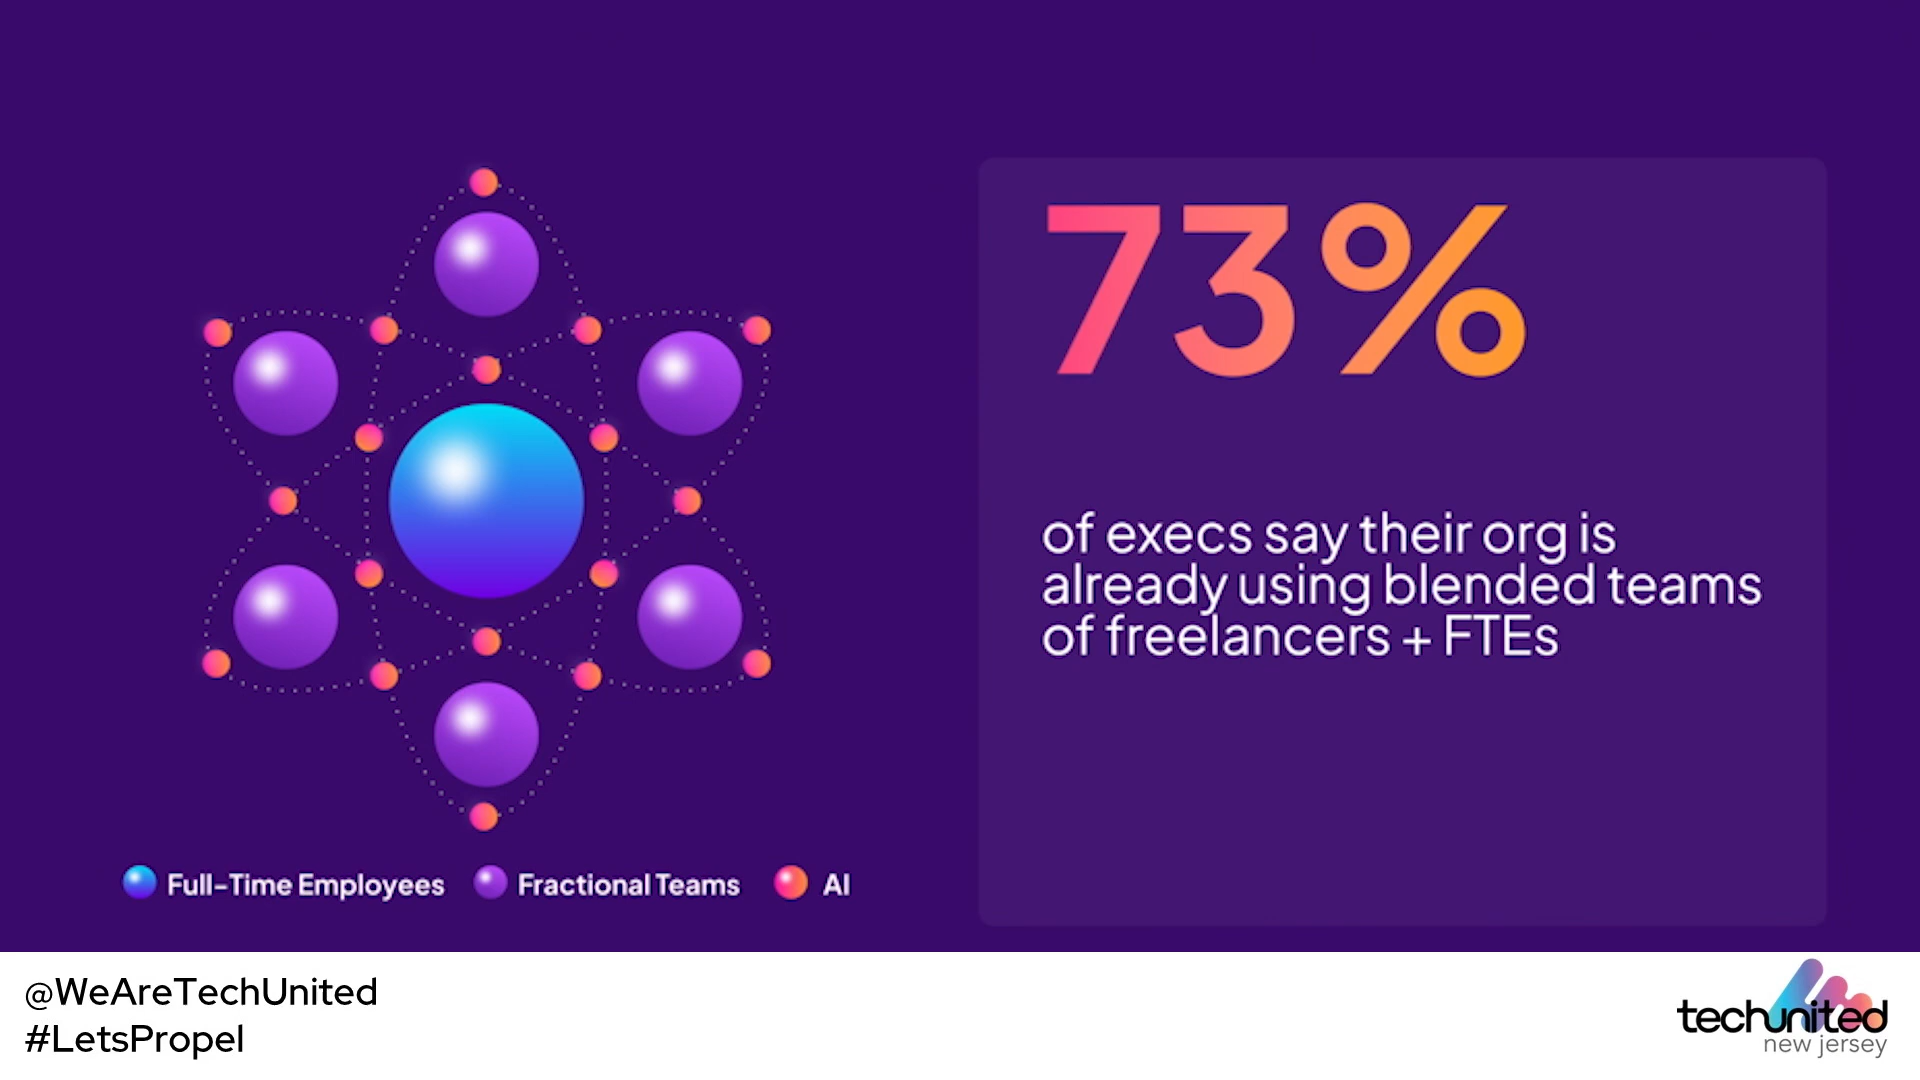 73%
of execs say their org is
already using blended teams
of freelancers + FTEs
Full-Time Employees
Fractional Teams
AI
@WeAreTechUnited
#LetsPropel
techunited
new jersey